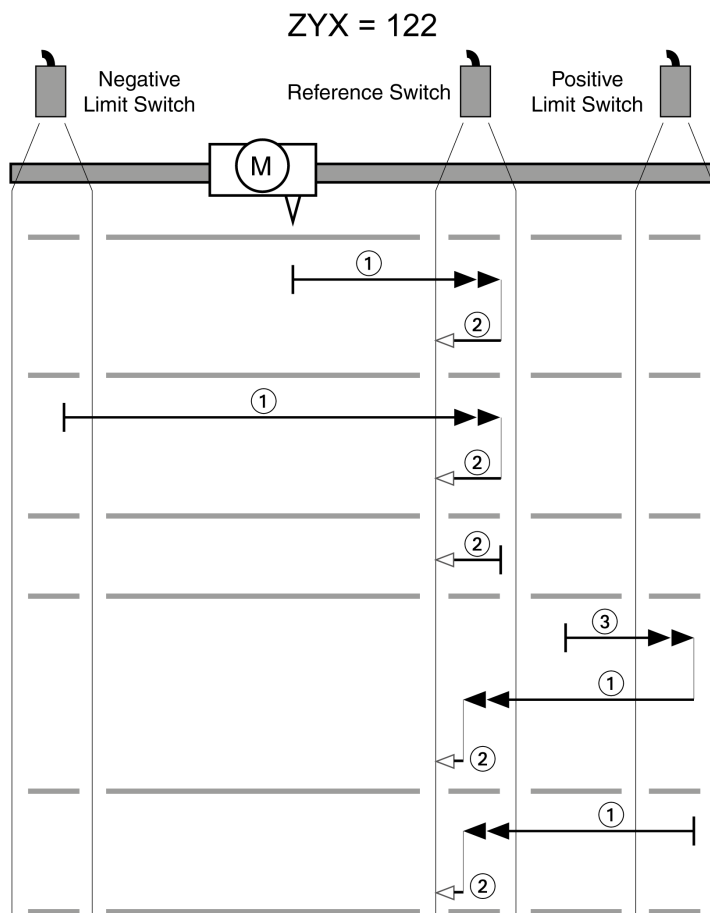 ZYX = 122
Negative
Limit Switch
Reference Switch
Positive
Limit Switch
M
1
2
1
2
2
3
1
2
1
2